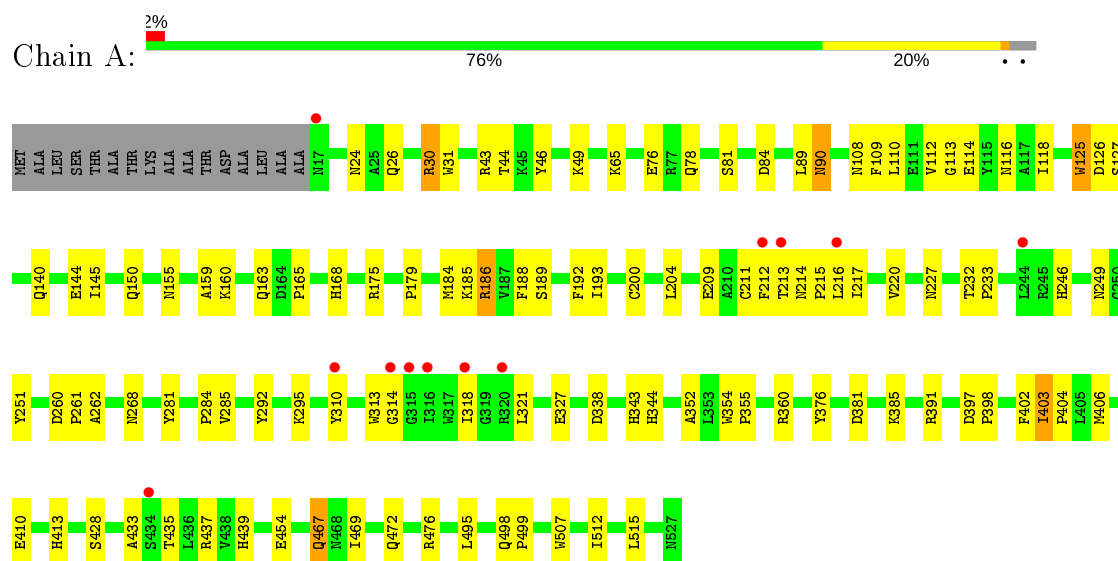 2%
Chain A:
76% 20% • •
MET ALA LEU SER THR ALA THR LYS ALA ALA THR ASP ALA LEU ALA ALA N17 N24 A25 Q26 R30 W31 R43 T44 K45 Y46 K49 K65 E76 R77 Q78 S81 D84 L89 N90 N108 F109 L110 E111 V112 G113 E114 Y115 N116 A117 I118 W125 D126 S127
Q140 E144 I145 Q150 N155 A159 K160 Q163 D164 P165 H168 R175 P179 M184 K185 R186 V187 F188 S189 F192 I193 C200 L204 E209 A210 C211 F212 T213 N214 P215 L216 I217 V220 N227 T232 P233 L244 R245 H246 N249 G250
Y251 D260 P261 A262 N268 Y281 P284 V285 Y292 K295 Y310 W313 G314 G315 I316 W317 I318 G319 R320 L321 E327 D338 H343 H344 A352 L353 W354 P355 R360 Y376 D381 K385 R391 D397 P398 F402 I403 P404 L405 M406
E410 H413 S428 A433 S434 T435 L436 R437 V438 H439 E454 Q467 N468 I469 Q472 R476 L495 Q498 P499 W507 I512 L515 N527